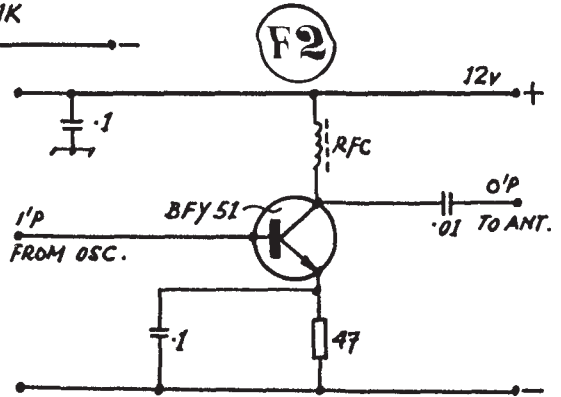 1K
−
F2
12v +
.1
RFC
BFY 51
I'P
O'P
.01 TO ANT.
FROM OSC.
.1
47
−